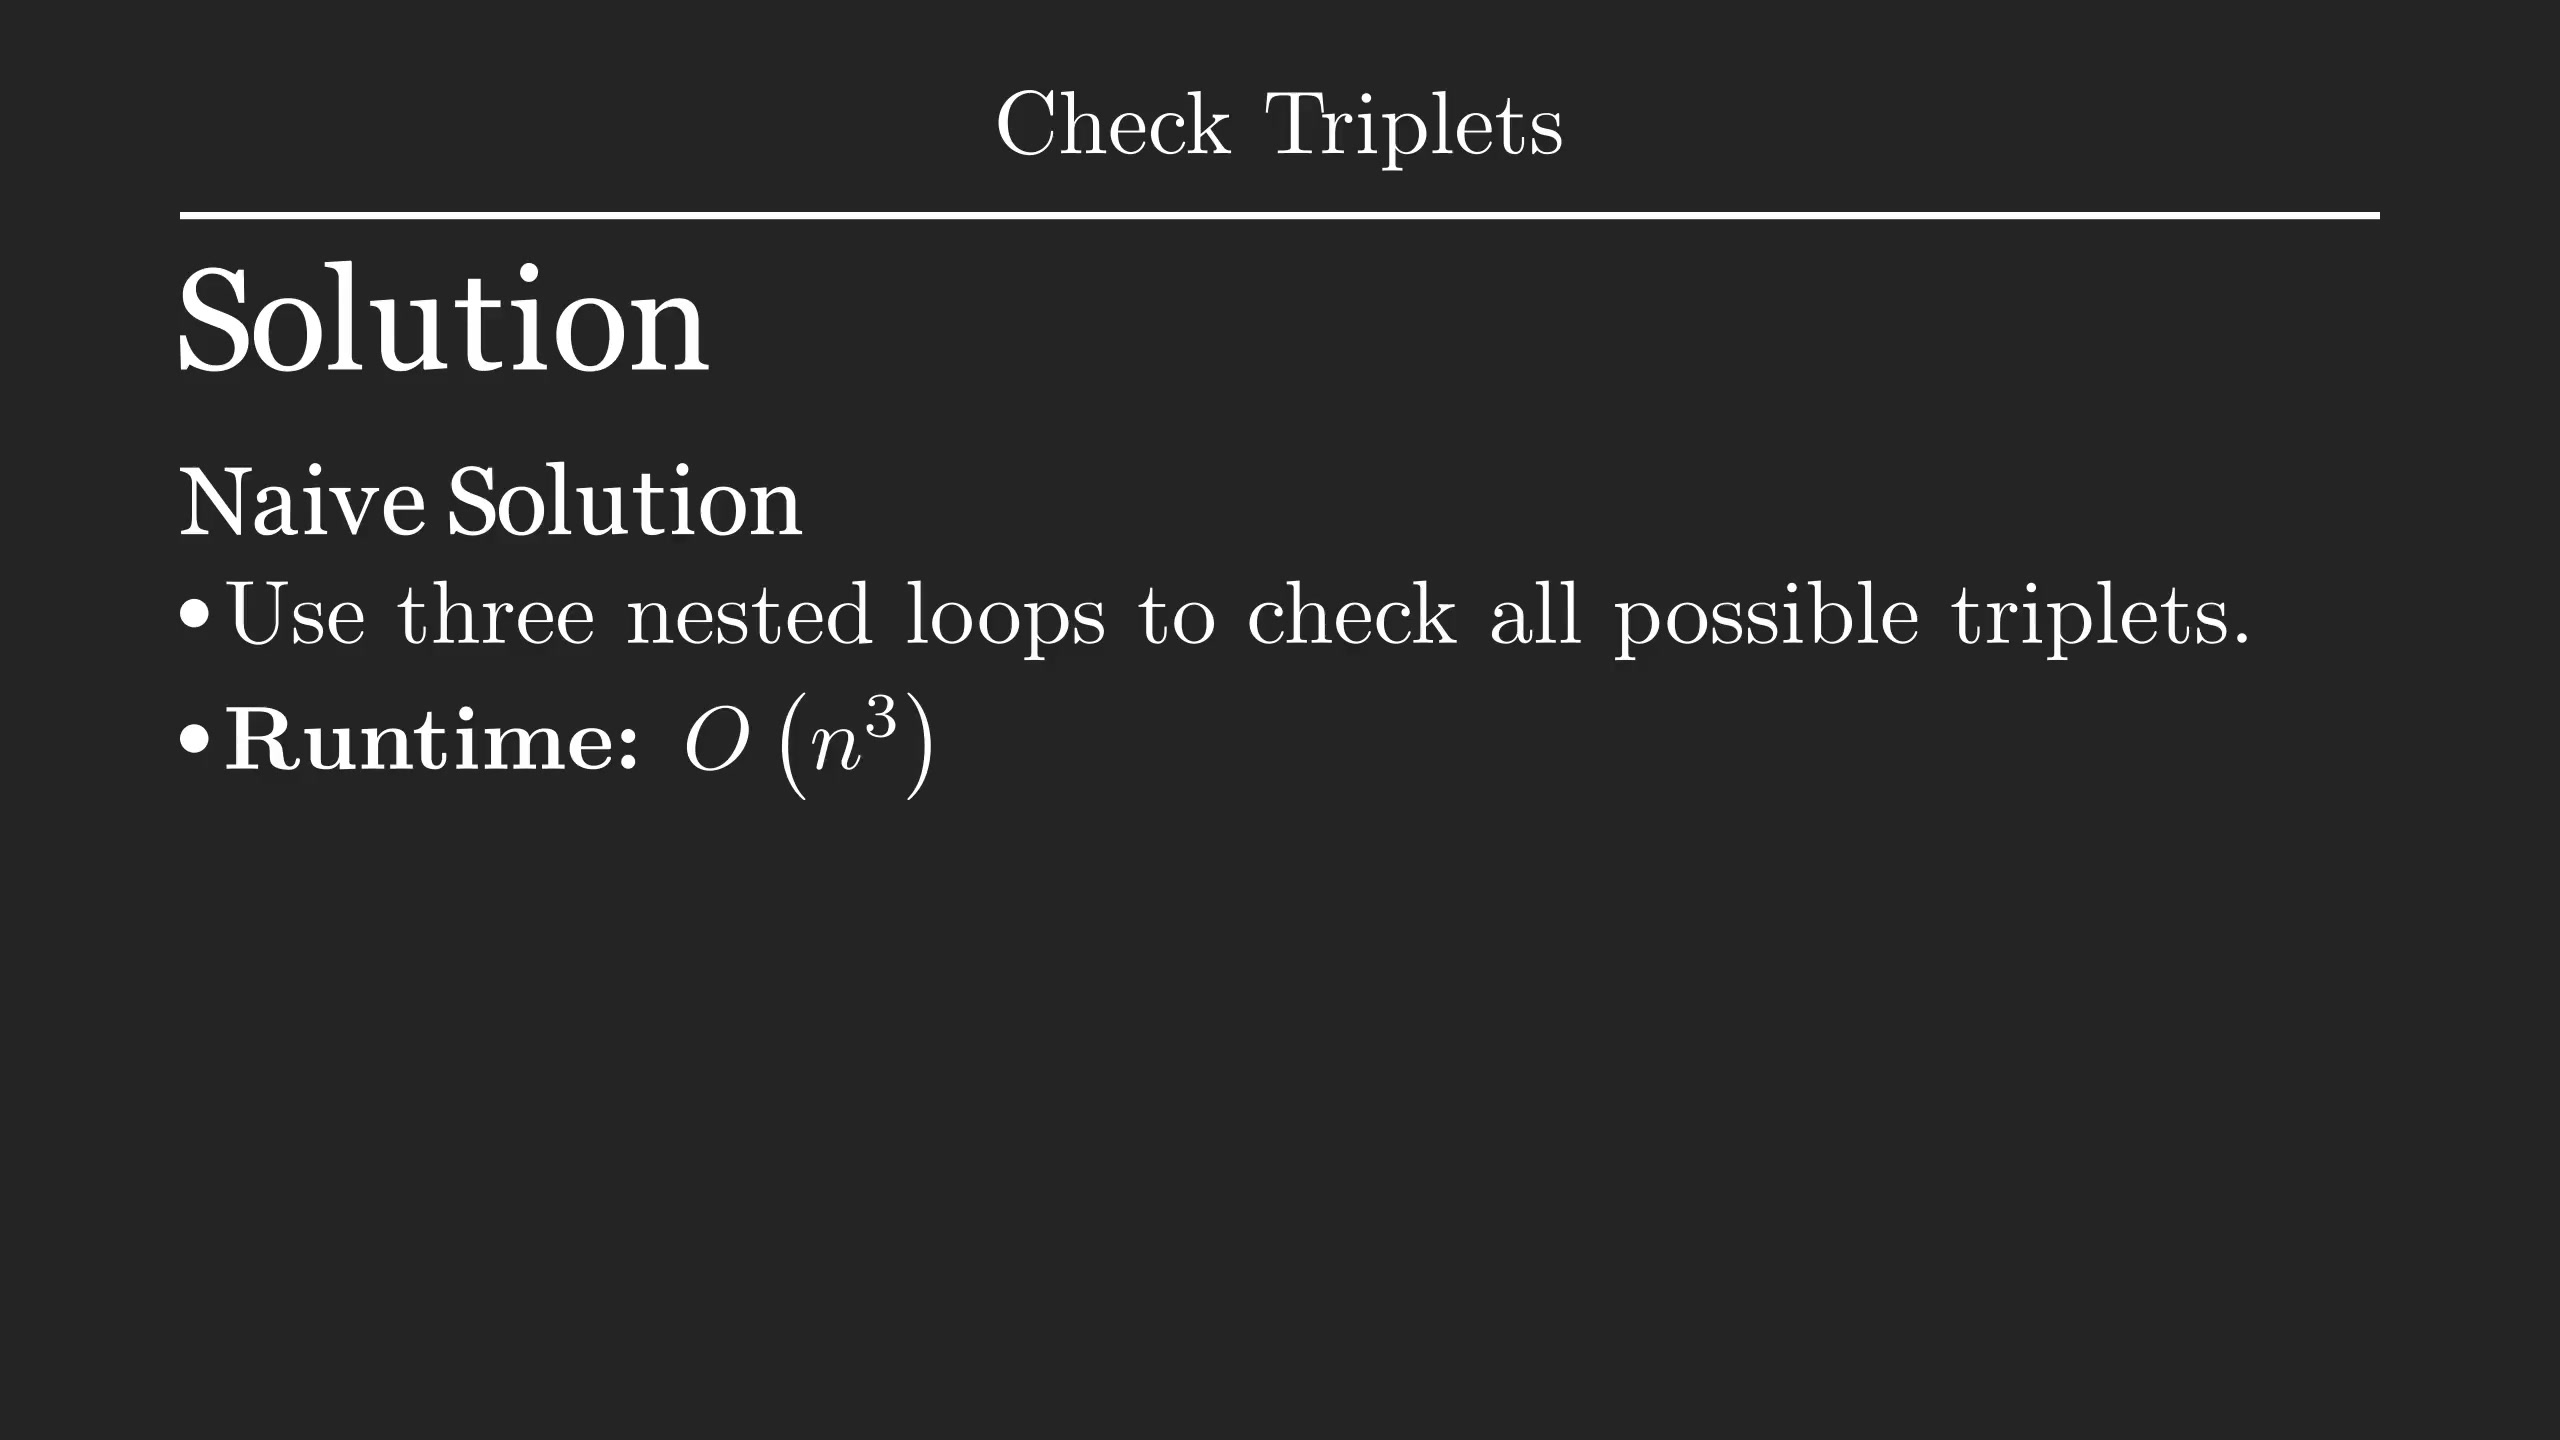 Check Triplets
Solution
Naive Solution
• Use three nested loops to check all possible triplets.
• Runtime: O(n³)